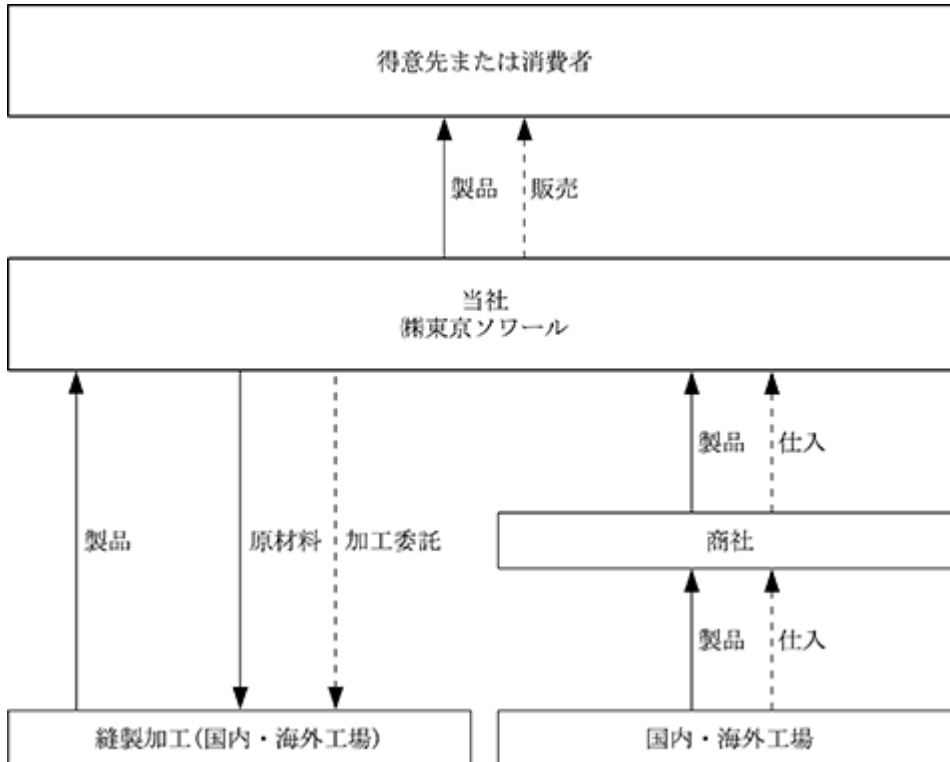 得意先または消費者
製品
販売
当社
㈱東京ソワール
製品
仕入
製品
原材料
加工委託
商社
製品
仕入
縫製加工(国内・海外工場)
国内・海外工場